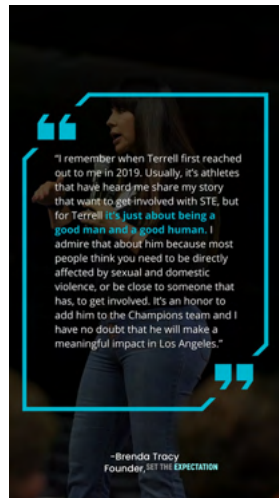 “I remember when Terrell first reached
out to me in 2019. Usually, it’s athletes
that have heard me share my story
that want to get involved with STE, but
for Terrell it’s just about being a
good man and a good human. I
admire that about him because most
people think you need to be directly
affected by sexual and domestic
violence, or be close to someone that
has, to get involved. It’s an honor to
add him to the Champions team and I
have no doubt that he will make a
meaningful impact in Los Angeles.”
-Brenda Tracy
Founder, SET THE EXPECTATION